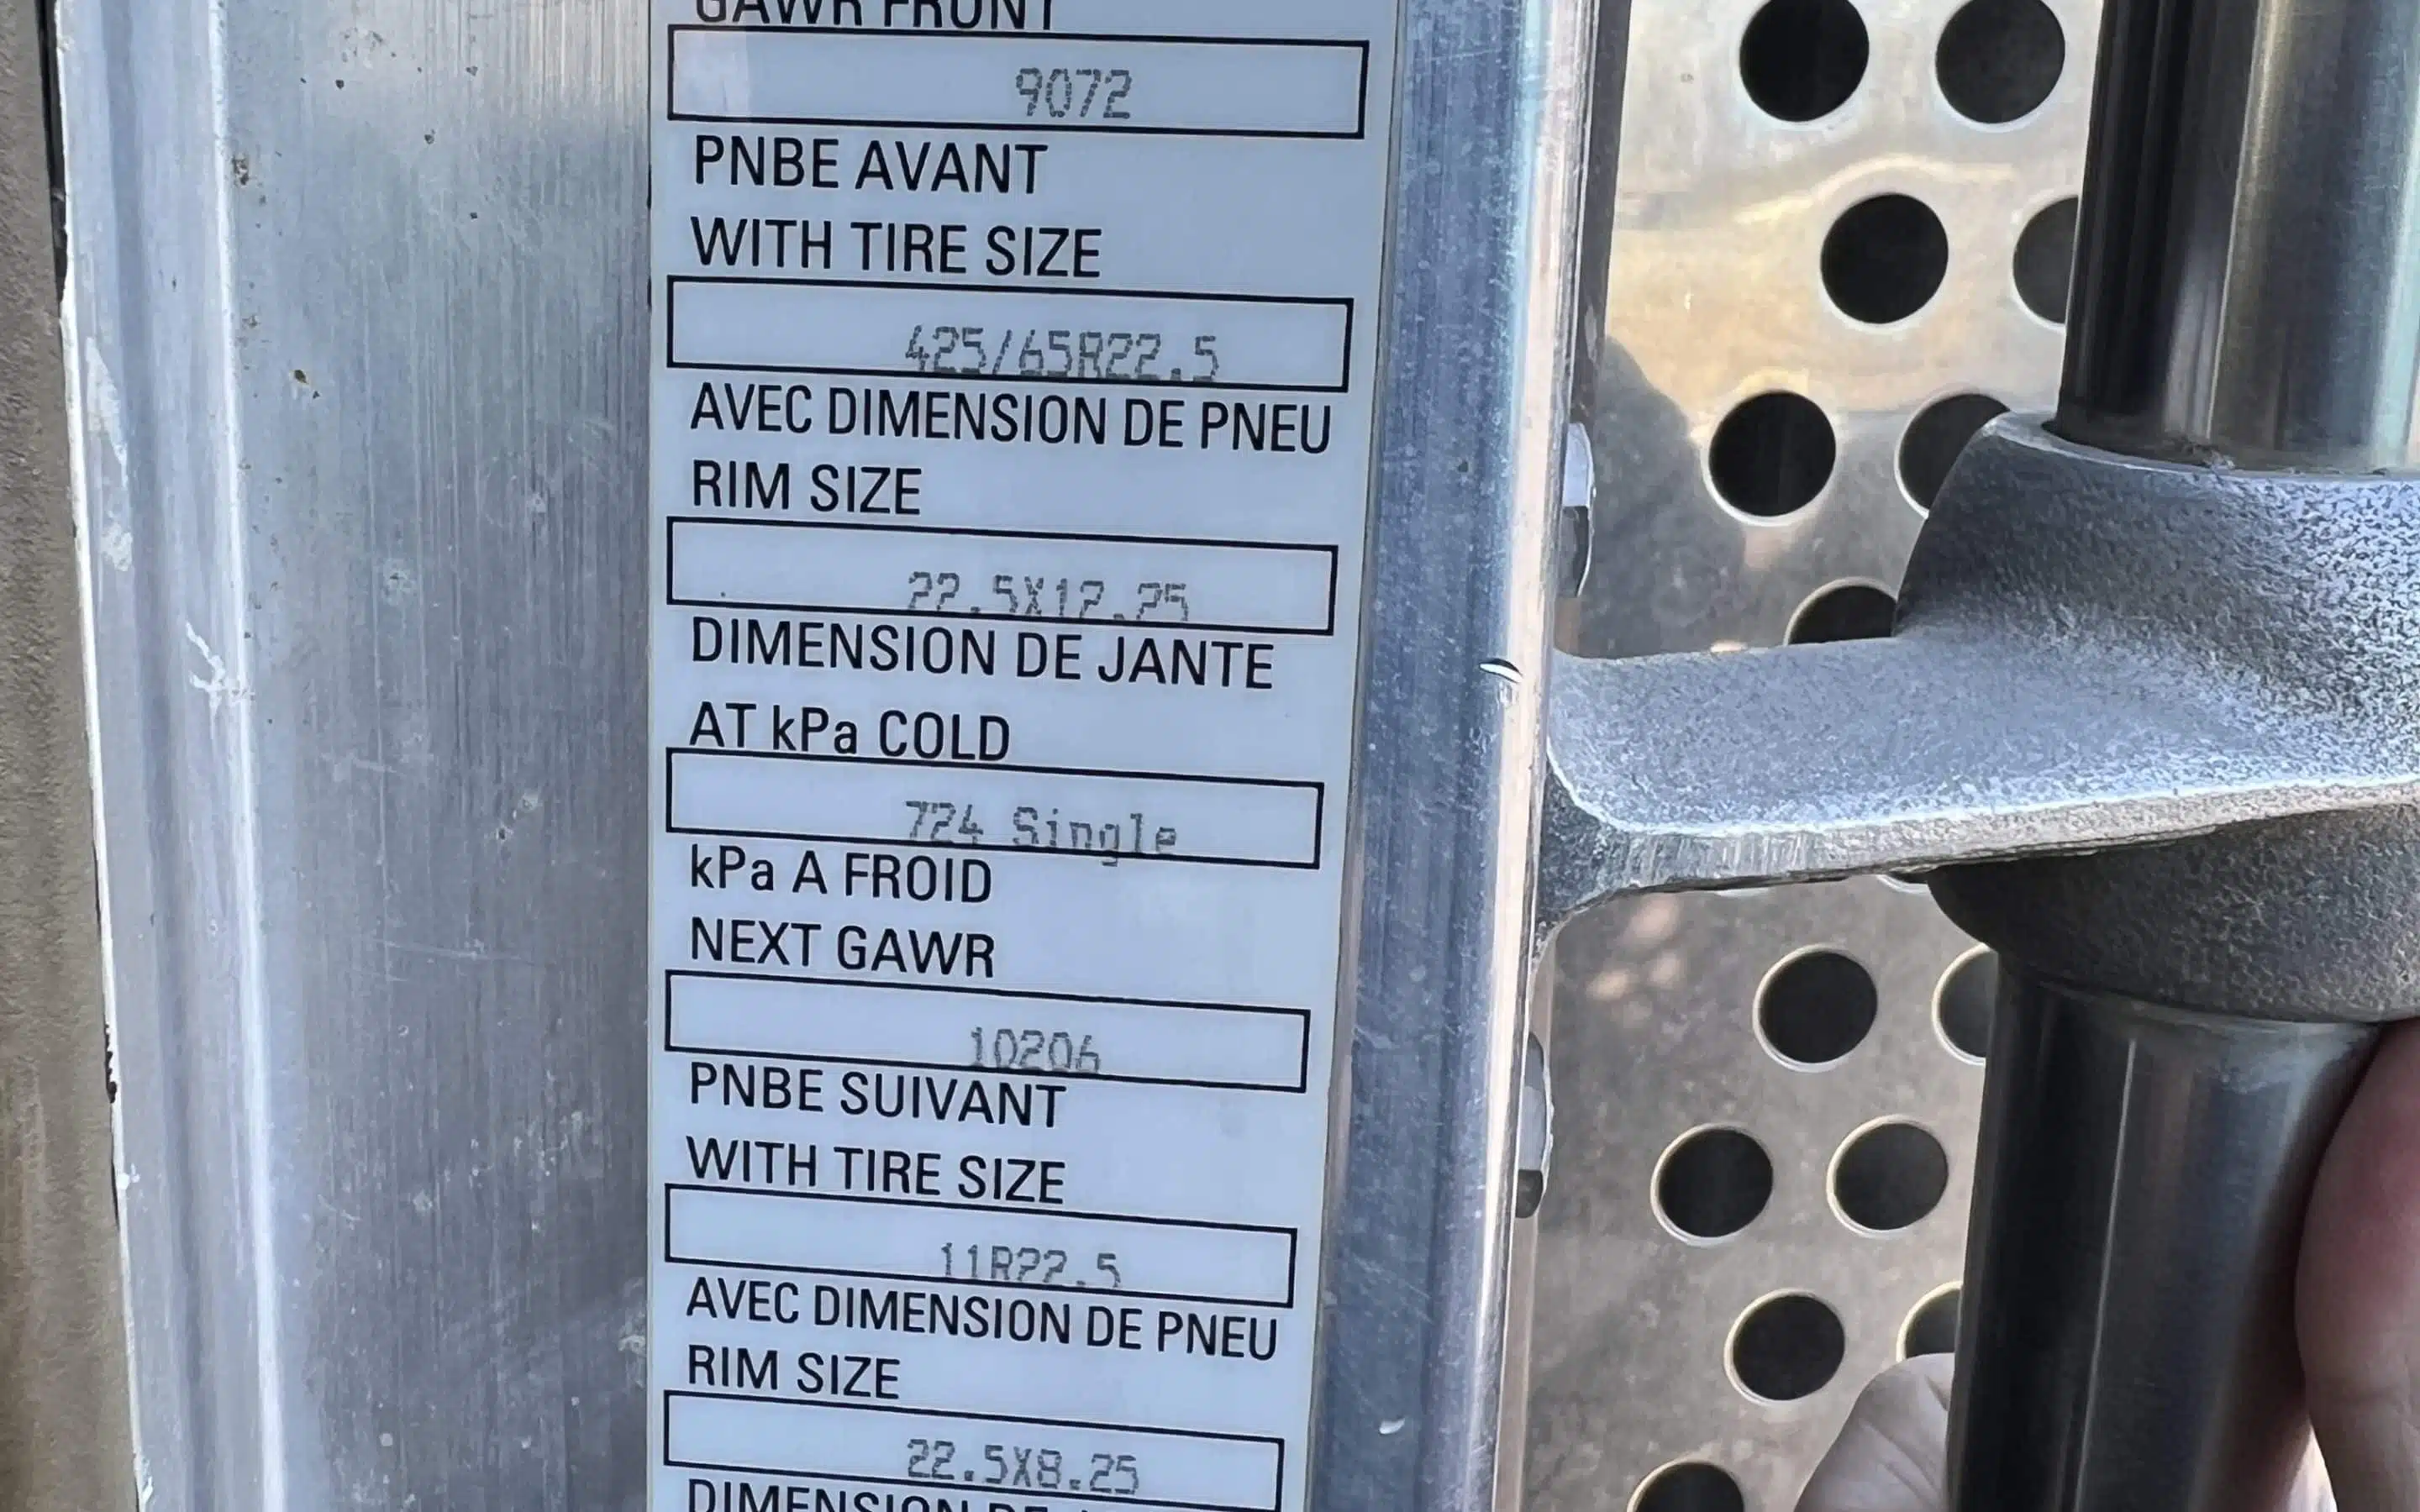 GAWR FRONT
9072
PNBE AVANT
WITH TIRE SIZE
425/65R22.5
AVEC DIMENSION DE PNEU
RIM SIZE
22.5X12.25
DIMENSION DE JANTE
AT kPa COLD
724 Single
kPa A FROID
NEXT GAWR
10206
PNBE SUIVANT
WITH TIRE SIZE
11R22.5
AVEC DIMENSION DE PNEU
RIM SIZE
22.5X8.25
DIMENSION DE